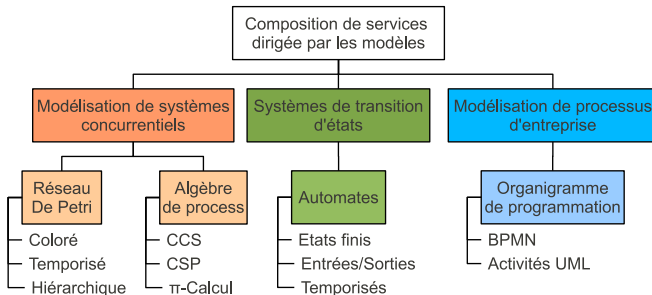 Composition de services
dirigée par les modèles
Modélisation de systèmes
concurrentiels
Systèmes de transition
d'états
Modélisation de processus
d'entreprise
Réseau
De Petri
Algèbre
de process
Automates
Organigramme
de programmation
Coloré
Temporisé
Hiérarchique
CCS
CSP
π-Calcul
Etats finis
Entrées/Sorties
Temporisés
BPMN
Activités UML